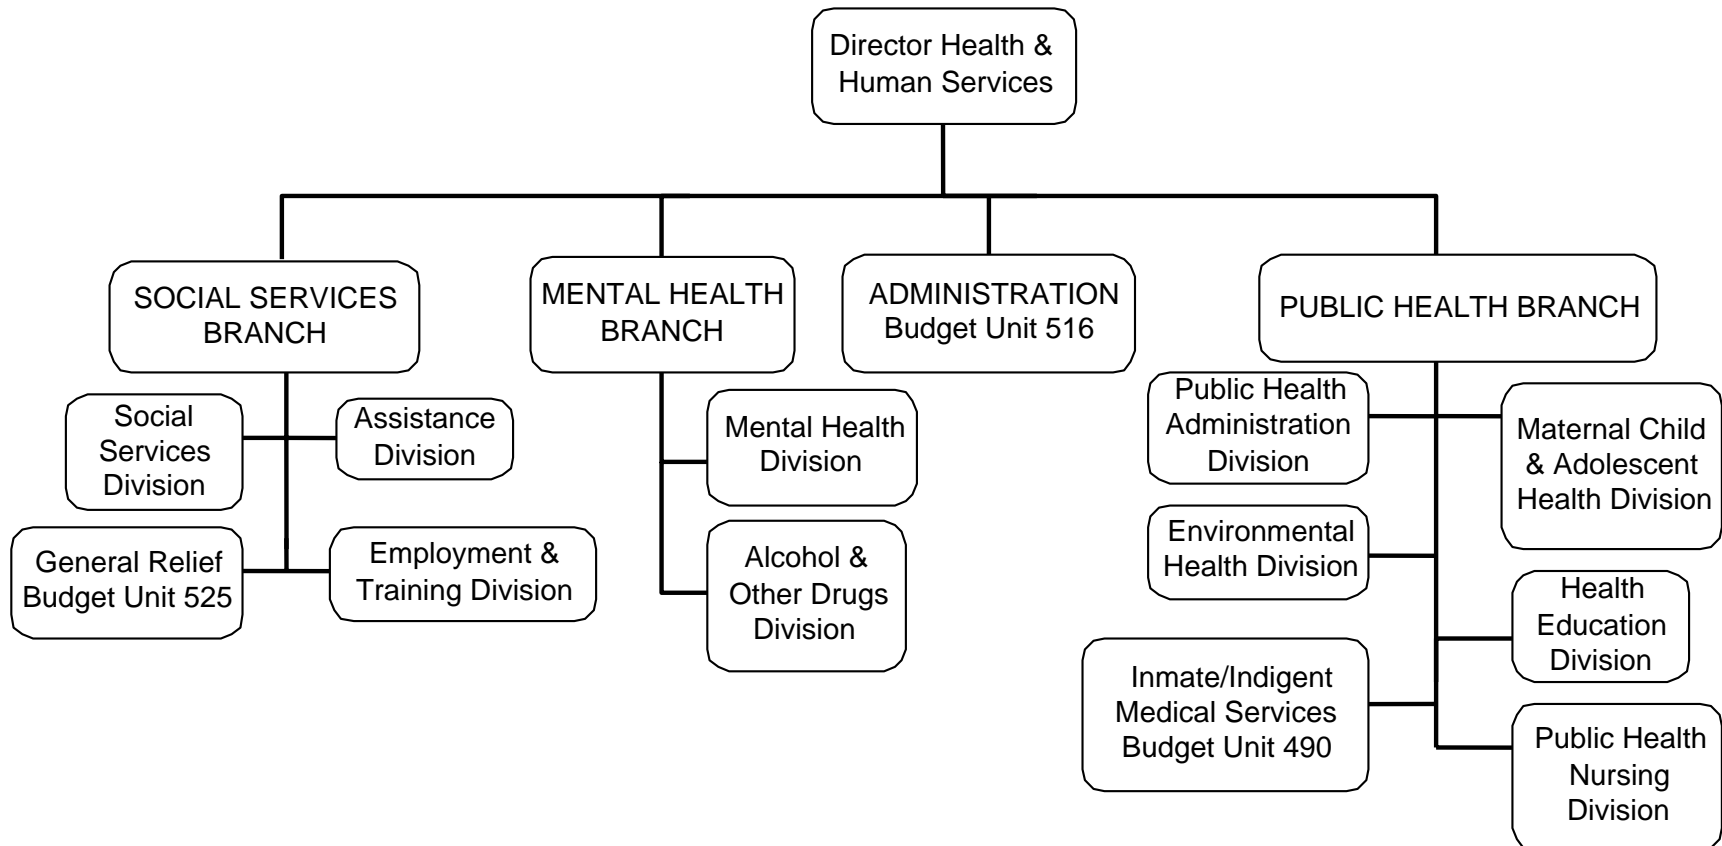 Director Health &
Human Services
SOCIAL SERVICES
BRANCH
MENTAL HEALTH
BRANCH
ADMINISTRATION
Budget Unit 516
PUBLIC HEALTH BRANCH
Social
Services
Division
Assistance
Division
General Relief
Budget Unit 525
Employment &
Training Division
Mental Health
Division
Alcohol &
Other Drugs
Division
Public Health
Administration
Division
Maternal Child
& Adolescent
Health Division
Environmental
Health Division
Health
Education
Division
Inmate/Indigent
Medical Services
Budget Unit 490
Public Health
Nursing
Division